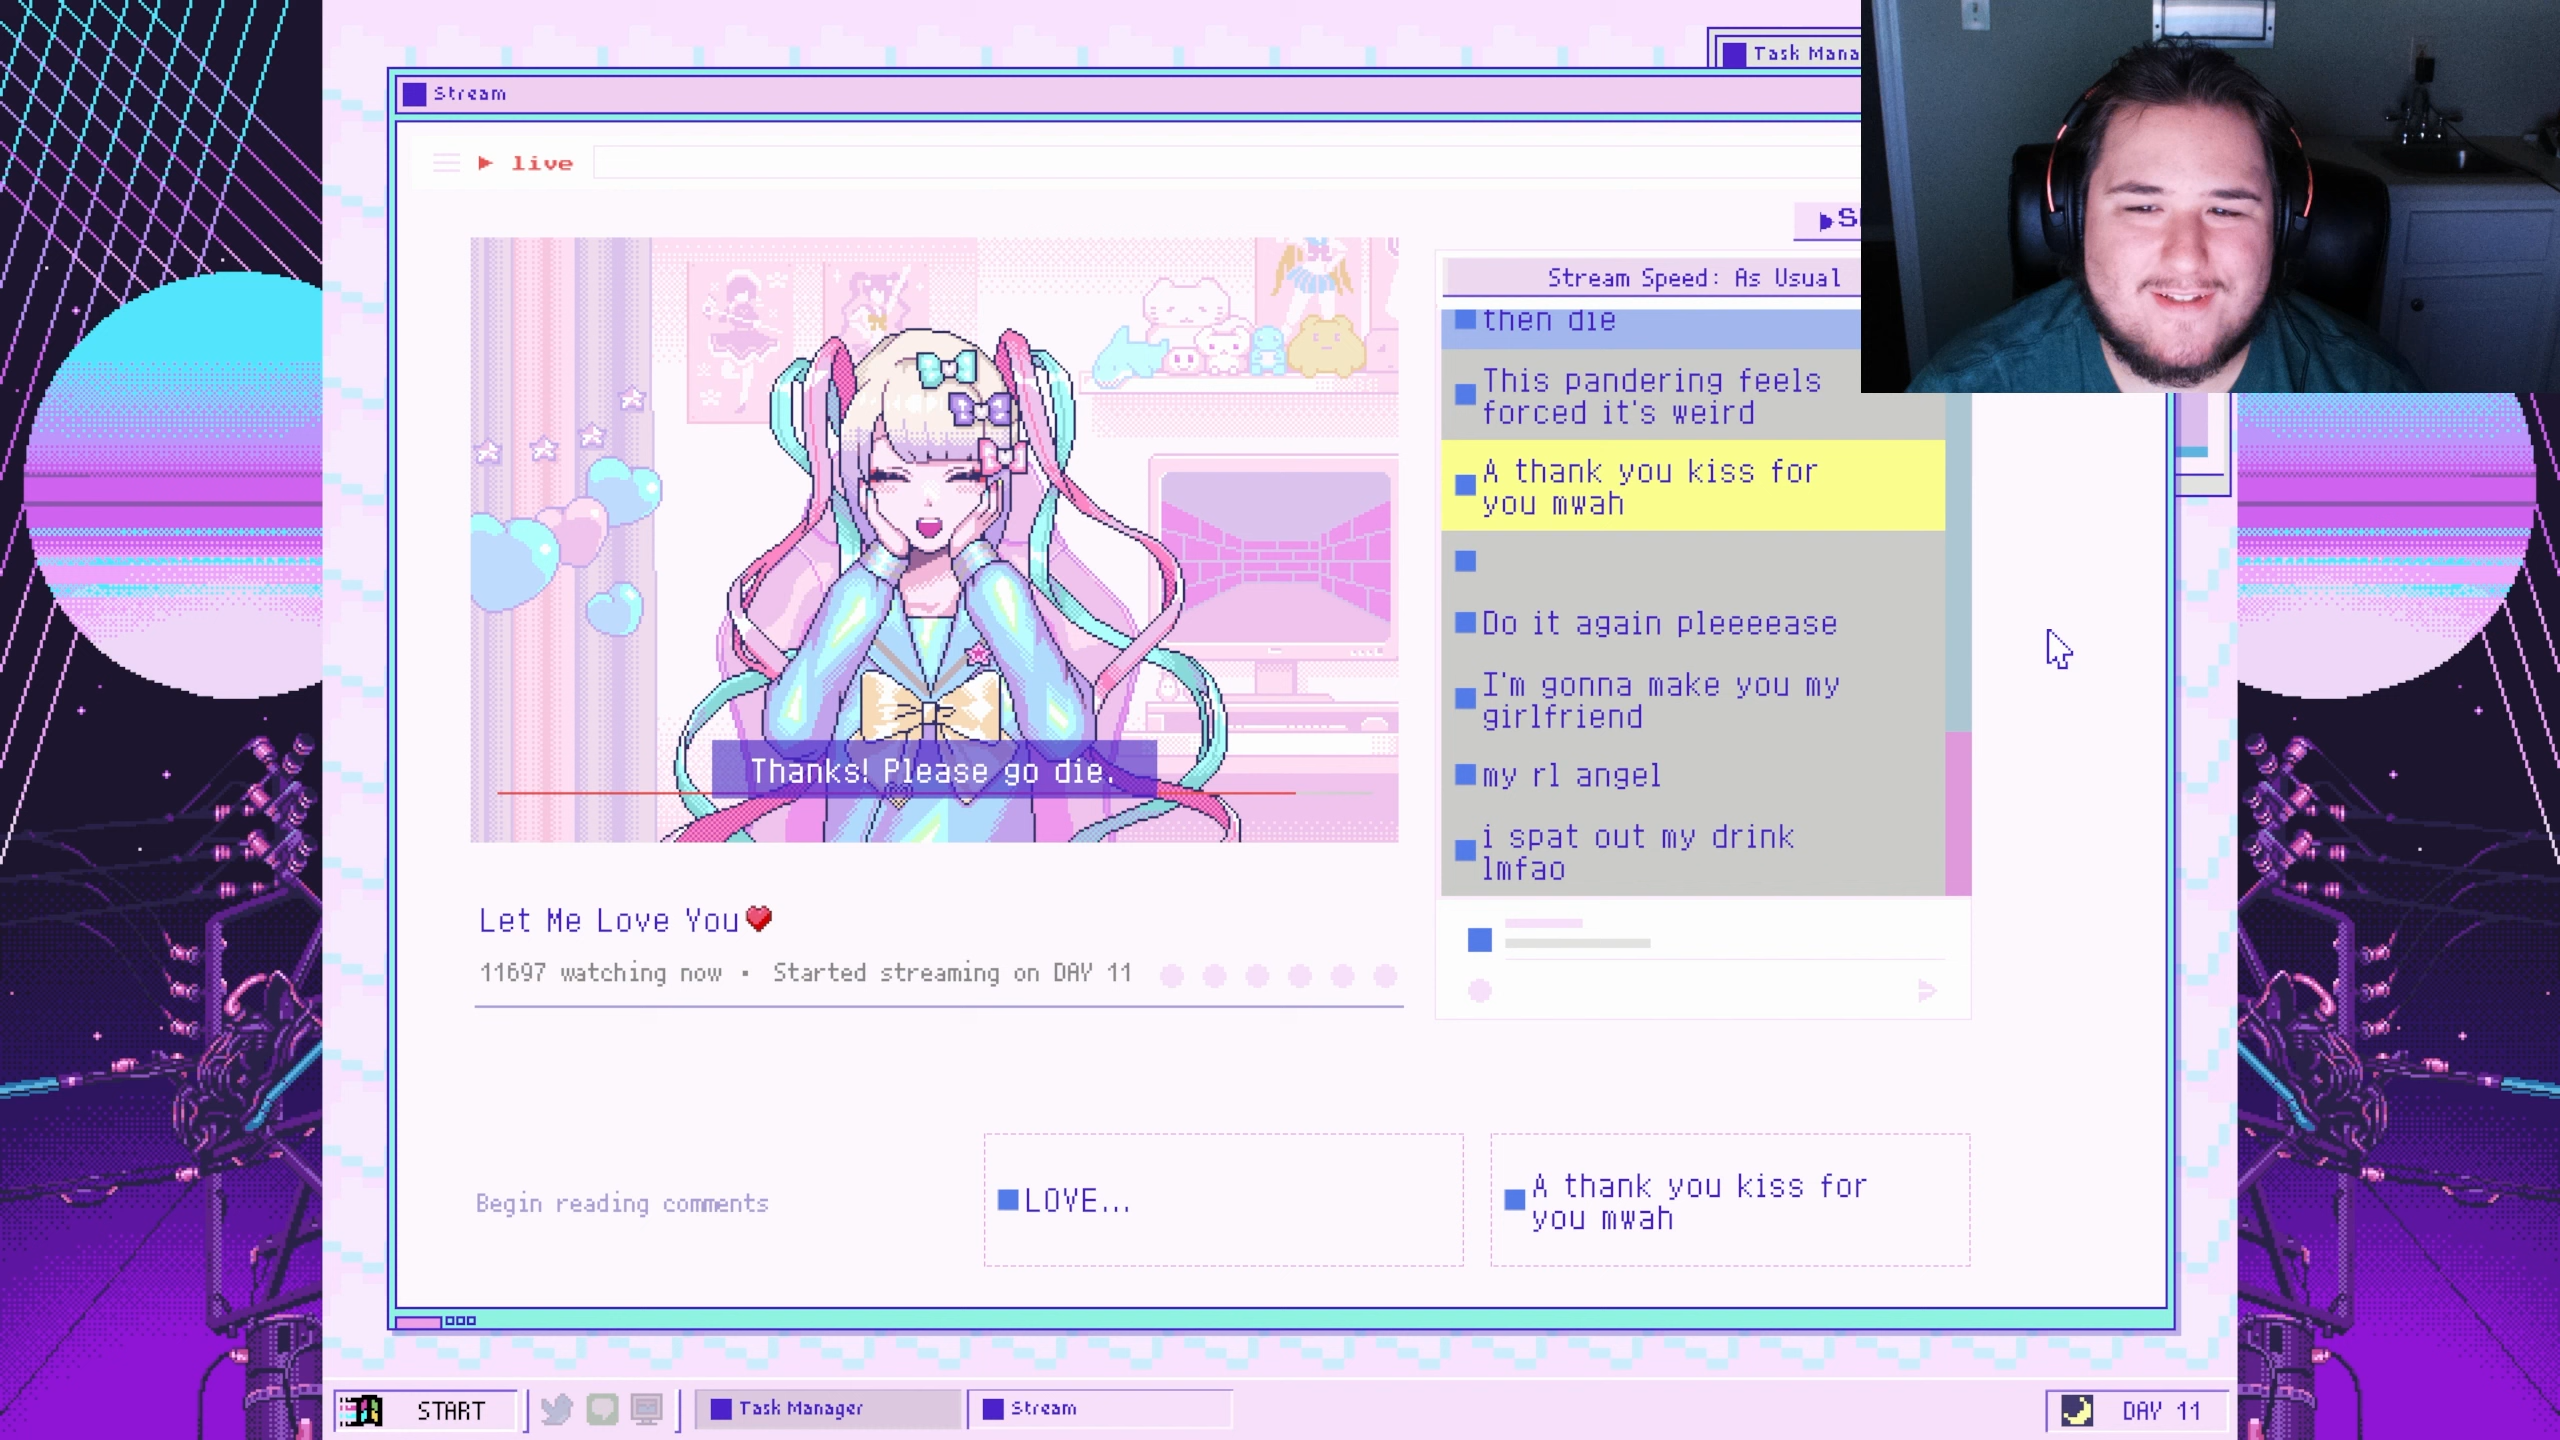 Task Mana
Stream
live
Stream Speed: As Usual
then die
This pandering feels
forced it's weird
A thank you kiss for
you mwah
Do it again pleeeease
I'm gonna make you my
girlfriend
my rl angel
i spat out my drink
lmfao
Thanks! Please go die.
Let Me Love You
11697 watching now • Started streaming on DAY 11
Begin reading comments
LOVE...
A thank you kiss for
you mwah
START
Task Manager
Stream
DAY 11